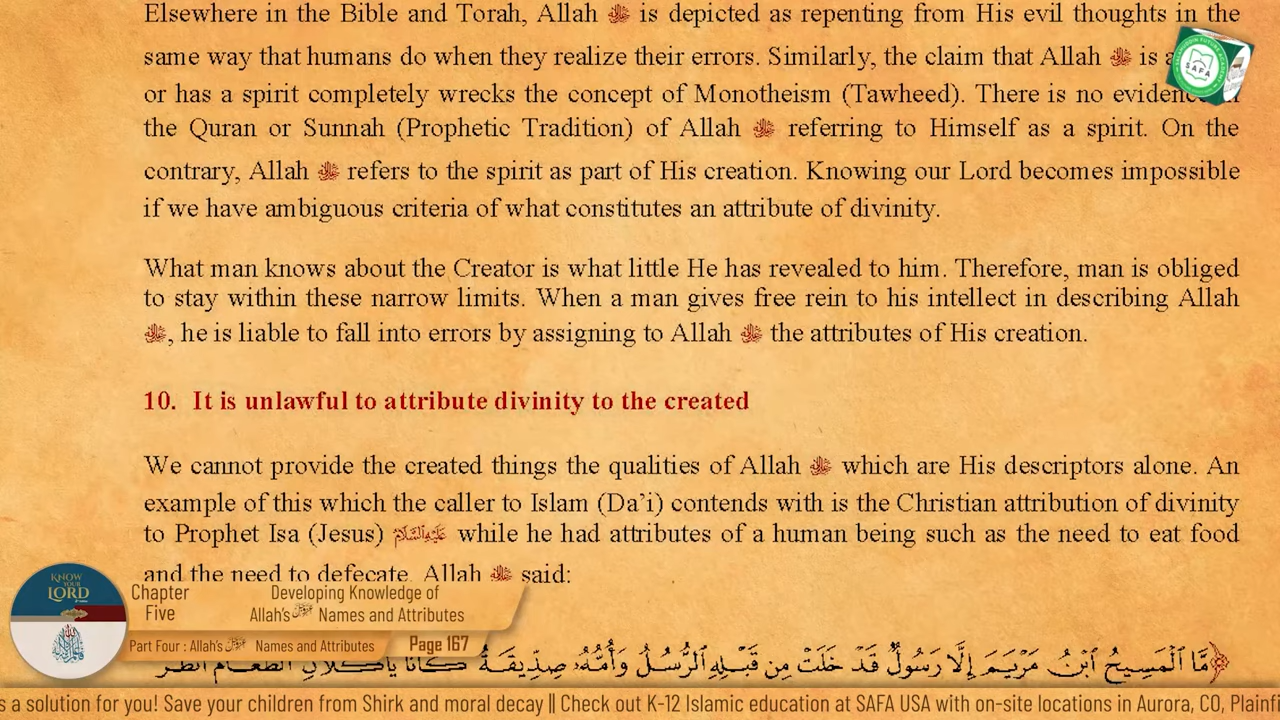 Elsewhere in the Bible and Torah, Allah ﷻ is depicted as repenting from His evil thoughts in the
same way that humans do when they realize their errors. Similarly, the claim that Allah ﷻ is a
or has a spirit completely wrecks the concept of Monotheism (Tawheed). There is no
the Quran or Sunnah (Prophetic Tradition) of Allah ﷻ referring to Himself as a spirit. On the
contrary, Allah ﷻ refers to the spirit as part of His creation. Knowing our Lord becomes impossible
if we have ambiguous criteria of what constitutes an attribute of divinity.
What man knows about the Creator is what little He has revealed to him. Therefore, man is obliged
to stay within these narrow limits. When a man gives free rein to his intellect in describing Allah
ﷻ, he is liable to fall into errors by assigning to Allah ﷻ the attributes of His creation.
10. It is unlawful to attribute divinity to the created
We cannot provide the created things the qualities of Allah ﷻ which are His descriptors alone. An
example of this which the caller to Islam (Da’i) contends with is the Christian attribution of divinity
to Prophet Isa (Jesus) عَلَيْهِ السَّلَامُ while he had attributes of a human being such as the need to eat food
and the need to defecate. Allah ﷻ said:
﴿مَّا ٱلْمَسِيحُ ٱبْنُ مَرْيَمَ إِلَّا رَسُولٌ قَدْ خَلَتْ مِن قَبْلِهِ ٱلرُّسُلُ وَأُمُّهُۥ صِدِّيقَةٌ كَانَا يَأْكُلَانِ ٱلطَّعَامَ ٱنظُرْ
SAFA
KNOW YOUR LORD
Chapter Five
Developing Knowledge of
Allah's ﷻ Names and Attributes
Part Four : Allah's ﷻ Names and Attributes
Page 167
s a solution for you! Save your children from Shirk and moral decay || Check out K-12 Islamic education at SAFA USA with on-site locations in Aurora, CO, Plainfi